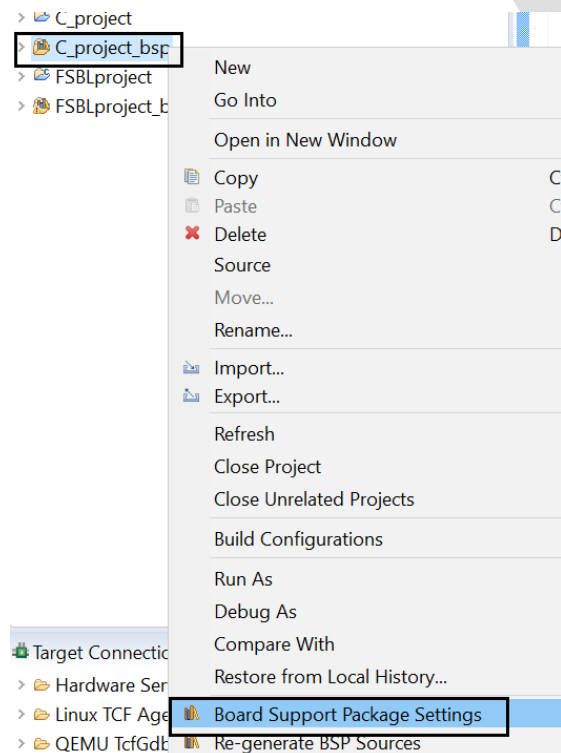 C_project
C_project_bsp
FSBLproject
FSBLproject_b
New
Go Into
Open in New Window
Copy C
Paste C
Delete D
Source
Move...
Rename...
Import...
Export...
Refresh
Close Project
Close Unrelated Projects
Build Configurations
Run As
Debug As
Compare With
Restore from Local History...
Board Support Package Settings
Re-generate BSP Sources
Target Connectio
Hardware Ser
Linux TCF Age
QEMU TcfGdb